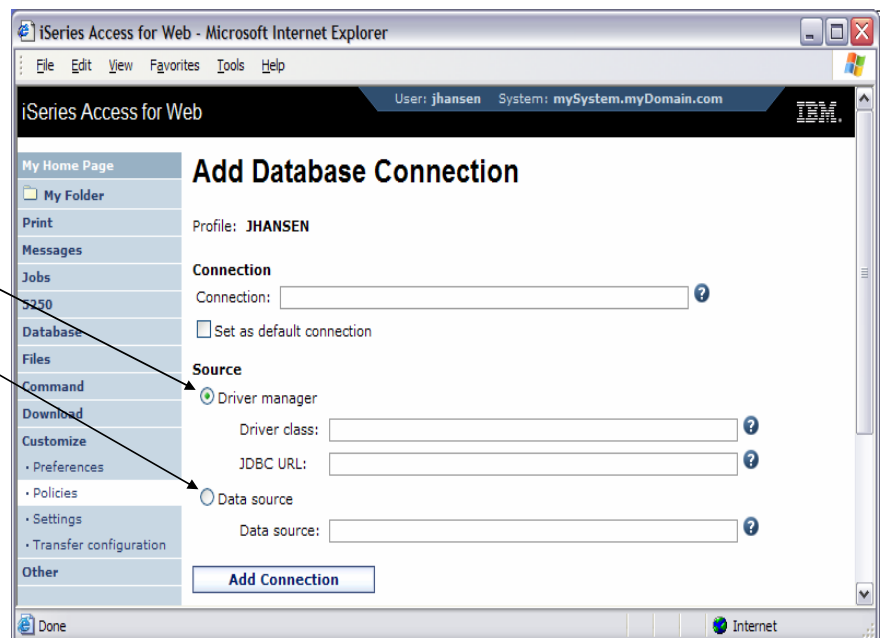 iSeries Access for Web - Microsoft Internet Explorer
File Edit View Favorites Tools Help
iSeries Access for Web
User: jhansen System: mySystem.myDomain.com
IBM.
My Home Page
My Folder
Print
Messages
Jobs
5250
Database
Files
Command
Download
Customize
• Preferences
• Policies
• Settings
• Transfer configuration
Other
Add Database Connection
Profile: JHANSEN
Connection
Connection: ?
Set as default connection
Source
Driver manager
Driver class: ?
JDBC URL: ?
Data source
Data source: ?
Add Connection
Done
Internet